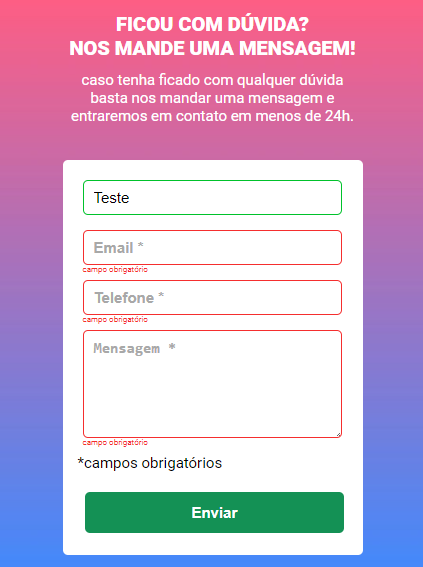 FICOU COM DÚVIDA?
NOS MANDE UMA MENSAGEM!
caso tenha ficado com qualquer dúvida
basta nos mandar uma mensagem e
entraremos em contato em menos de 24h.
Teste
Email *
campo obrigatório
Telefone *
campo obrigatório
Mensagem *
campo obrigatório
*campos obrigatórios
Enviar